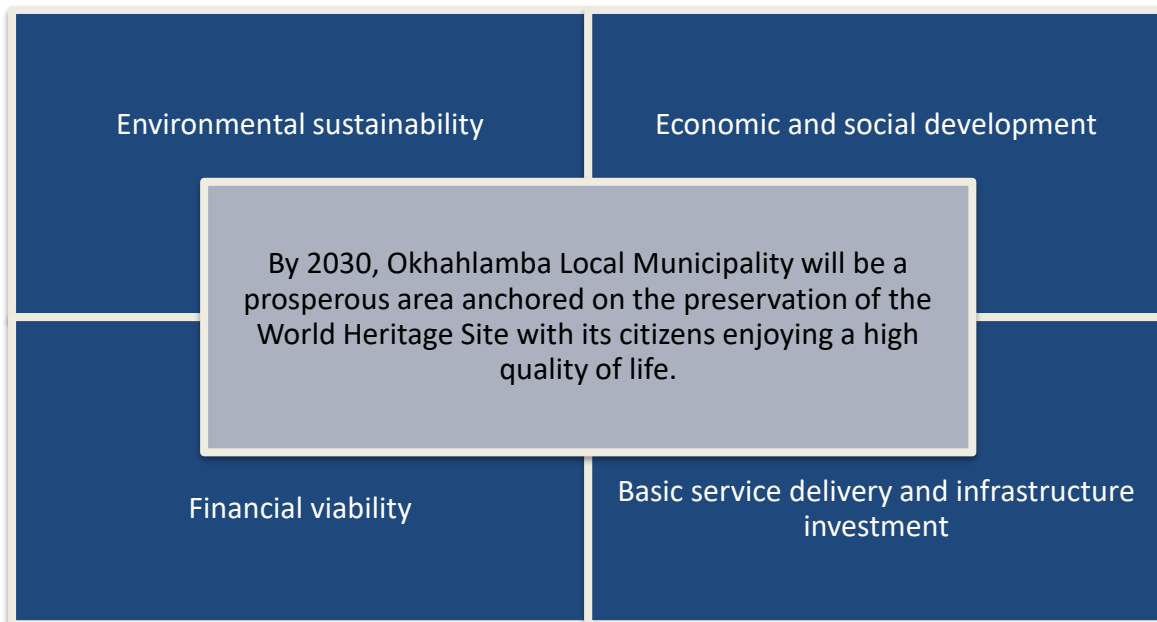 Environmental sustainability
Economic and social development
By 2030, Okhahlamba Local Municipality will be a
prosperous area anchored on the preservation of the
World Heritage Site with its citizens enjoying a high
quality of life.
Financial viability
Basic service delivery and infrastructure
investment